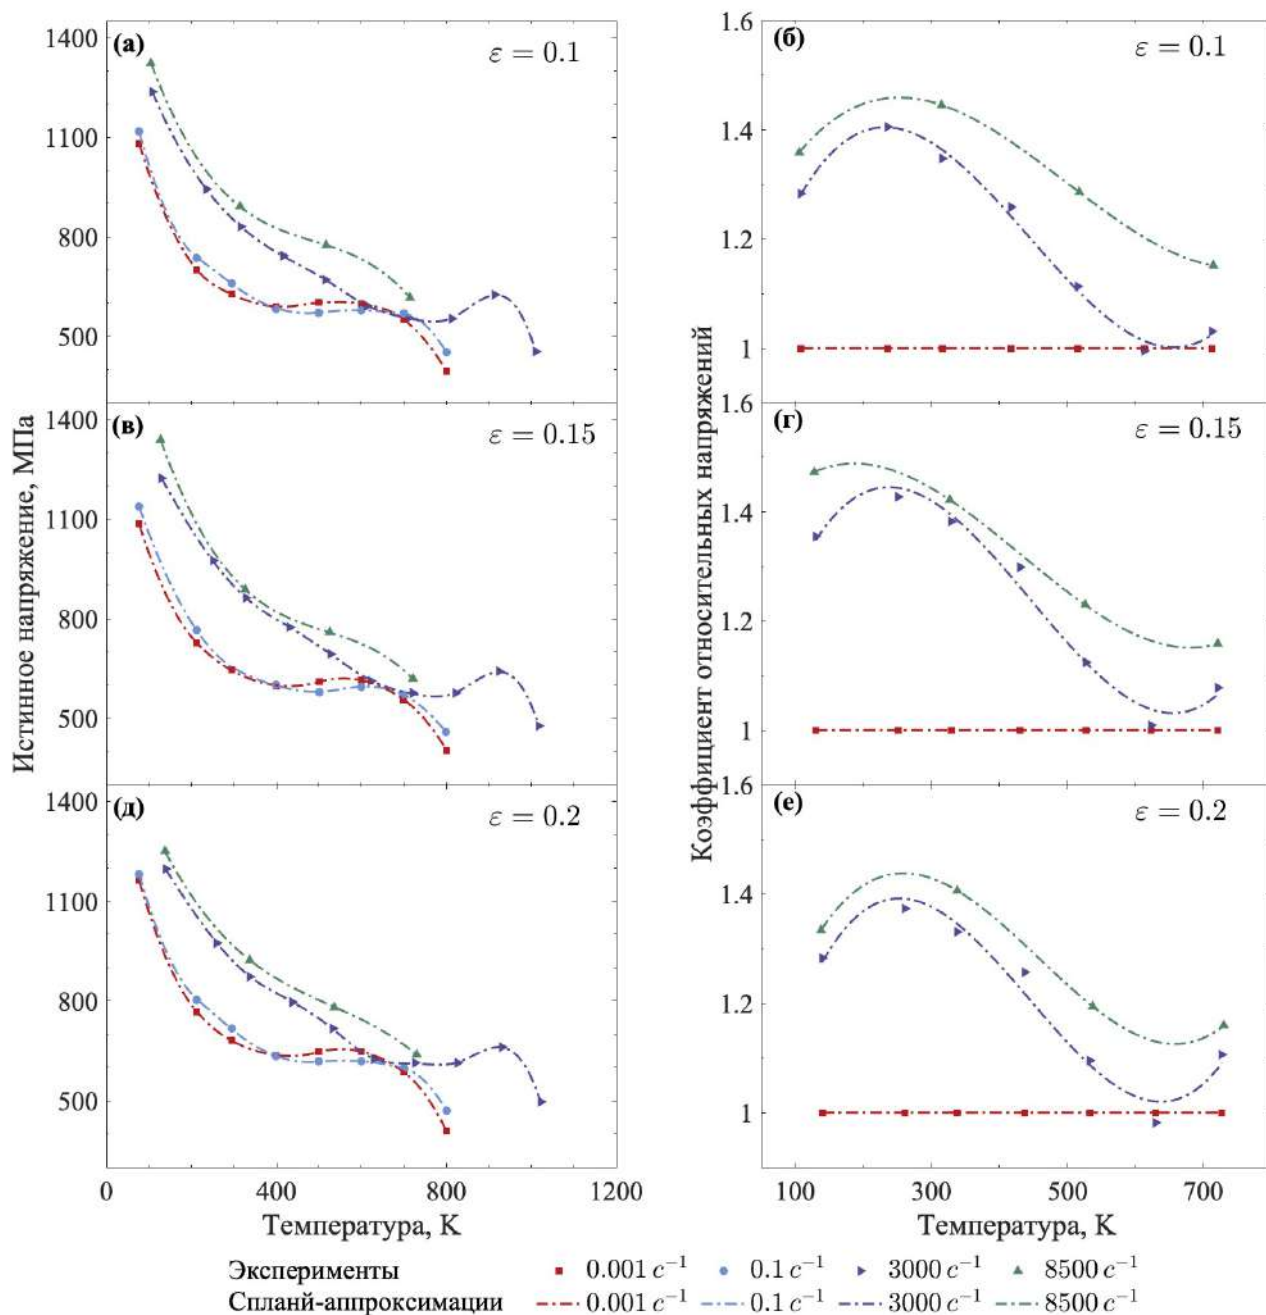 (а) ε = 0.1
1400
1100
800
500
(б) ε = 0.1
1.6
1.4
1.2
1
1.6
(в) ε = 0.15
1400
1100
800
500
(г) ε = 0.15
1.4
1.2
1
1.6
(д) ε = 0.2
1400
1100
800
500
(е) ε = 0.2
1.4
1.2
1
Истинное напряжение, МПа
Коэффициент относительных напряжений
0 400 800 1200
100 300 500 700
Температура, К
Температура, К
Эксперименты 0.001 c⁻¹ 0.1 c⁻¹ 3000 c⁻¹ 8500 c⁻¹
Спланй-аппроксимации 0.001 c⁻¹ 0.1 c⁻¹ 3000 c⁻¹ 8500 c⁻¹